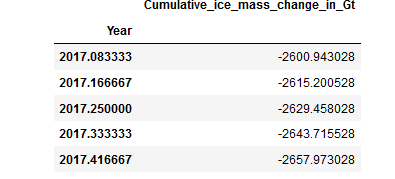 Cumulative_ice_mass_change_in_Gt
Year
2017.083333 -2600.943028
2017.166667 -2615.200528
2017.250000 -2629.458028
2017.333333 -2643.715528
2017.416667 -2657.973028